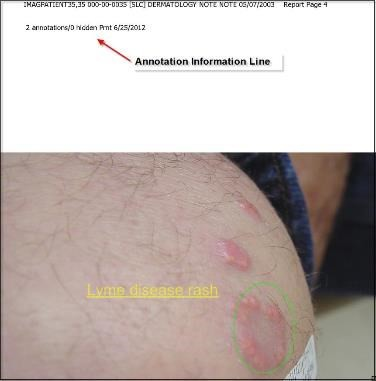 IMAGPATIENT35,35 000-00-0035 [SLC] DERMATOLOGY NOTE NOTE 05/07/2003 Report Page 4
2 annotations/0 hidden Prnt 6/25/2012
Annotation Information Line
Lyme disease rash